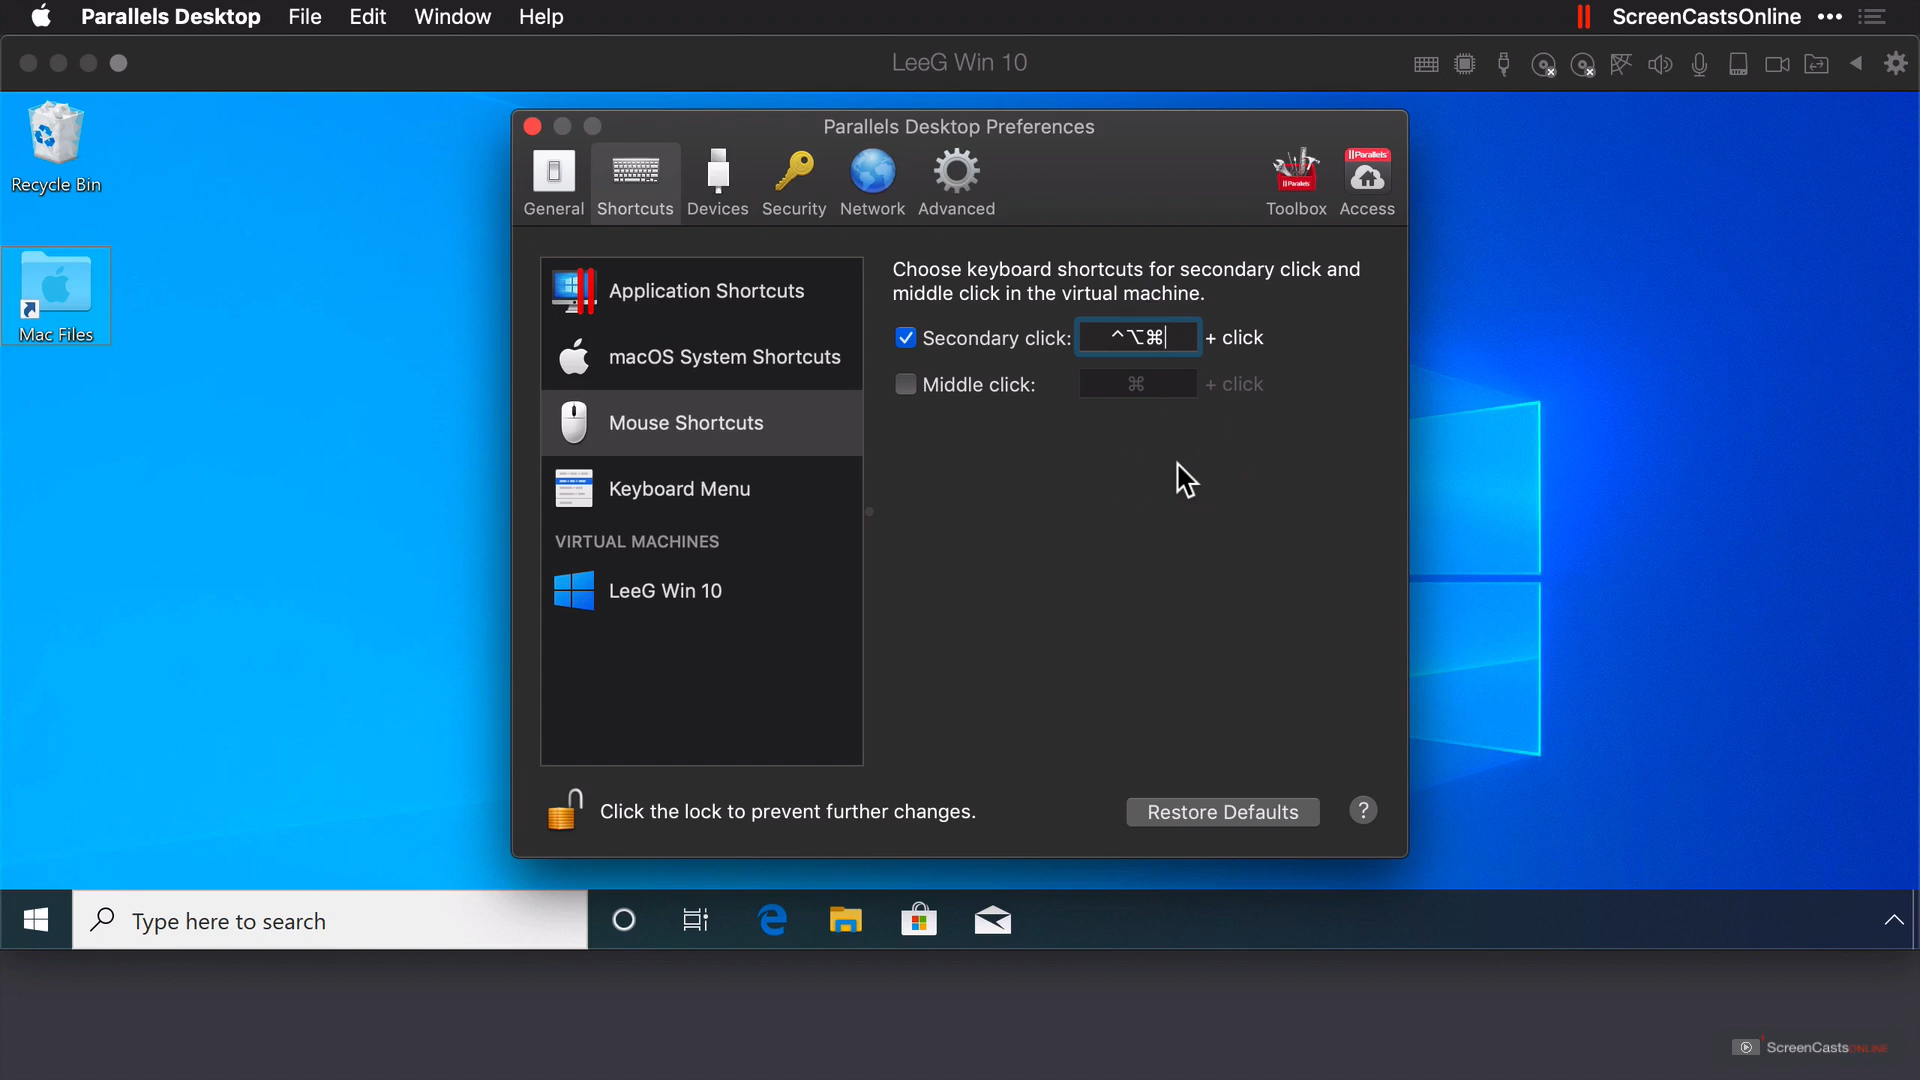 Parallels Desktop File Edit Window Help ScreenCastsOnline •••
LeeG Win 10
Recycle Bin
Mac Files
Parallels Desktop Preferences
||Parallels
||Parallels
General Shortcuts Devices Security Network Advanced Toolbox Access
Application Shortcuts
macOS System Shortcuts
Mouse Shortcuts
Keyboard Menu
VIRTUAL MACHINES
LeeG Win 10
Choose keyboard shortcuts for secondary click and
middle click in the virtual machine.
Secondary click: ^⌥⌘ + click
Middle click: ⌘ + click
Click the lock to prevent further changes.
Restore Defaults ?
Type here to search
ScreenCastsONLINE